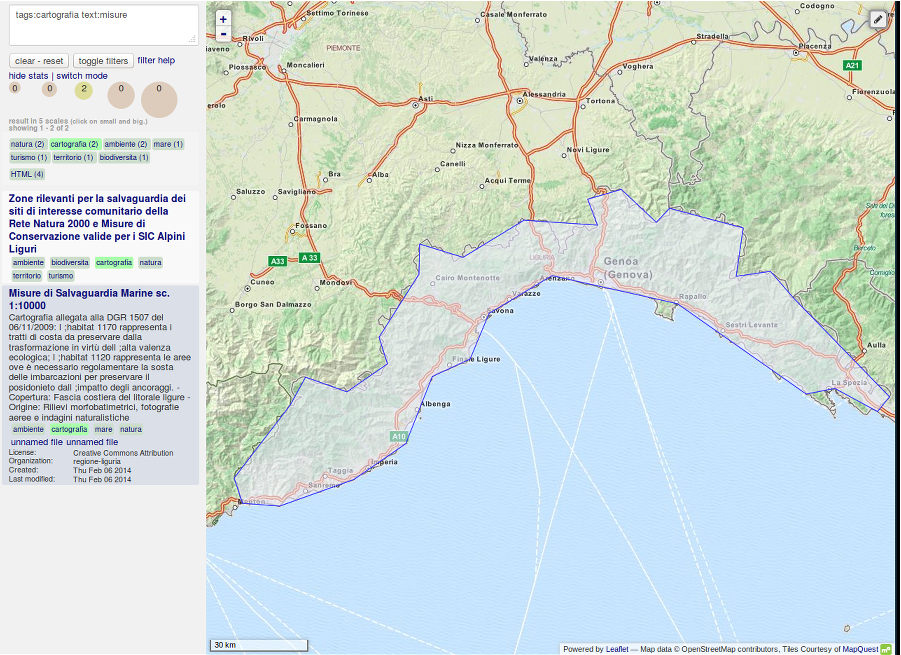 tags:cartografia text:misure
clear - reset toggle filters filter help
hide stats | switch mode
0 0 2 0 0
result in 5 scales (click on small and big.)
showing 1 - 2 of 2
natura (2) cartografia (2) ambiente (2) mare (1)
turismo (1) territorio (1) biodiversita (1)
HTML (4)
Zone rilevanti per la salvaguardia dei
siti di interesse comunitario della
Rete Natura 2000 e Misure di
Conservazione valide per i SIC Alpini
Liguri
ambiente biodiversita cartografia natura
territorio turismo
Misure di Salvaguardia Marine sc.
1:10000
Cartografia allegata alla DGR 1507 del
06/11/2009: l ;habitat 1170 rappresenta i
tratti di costa da preservare dalla
trasformazione in virtù dell ;alta valenza
ecologica; l ;habitat 1120 rappresenta le aree
ove è necessario regolamentare la sosta
delle imbarcazioni per preservare il
posidonieto dall ;impatto degli ancoraggi. -
Copertura: Fascia costiera del litorale ligure -
Origine: Rilievi morfobatimetrici, fotografie
aeree e indagini naturalistiche
ambiente cartografia mare natura
unnamed file unnamed file
License: Creative Commons Attribution
Organization: regione-liguria
Created: Thu Feb 06 2014
Last modified: Thu Feb 06 2014
+
-
Settimo Torinese
Casale Monferrato
Codogno
Rivoli
PIEMONTE
Stradella
Piacenza
Piossasco
Moncalieri
Valenza
Voghera
A21
Alessandria
Asti
Tortona
Fiorenzuola
Carmagnola
Nizza Monferrato
Novi Ligure
Canelli
Bra
Alba
Acqui Terme
Saluzzo
Savigliano
Fossano
LIGURIA
Genoa
(Genova)
A33
A 33
Cuneo
Mondovì
Cairo Montenotte
Arenzano
Varazze
Rapallo
Borgo San Dalmazzo
Savona
Sestri Levante
Finale Ligure
Aulla
La Spezia
Albenga
A10
Imperia
Taggia
Sanremo
Menton
30 km
Powered by Leaflet — Map data © OpenStreetMap contributors, Tiles Courtesy of MapQuest